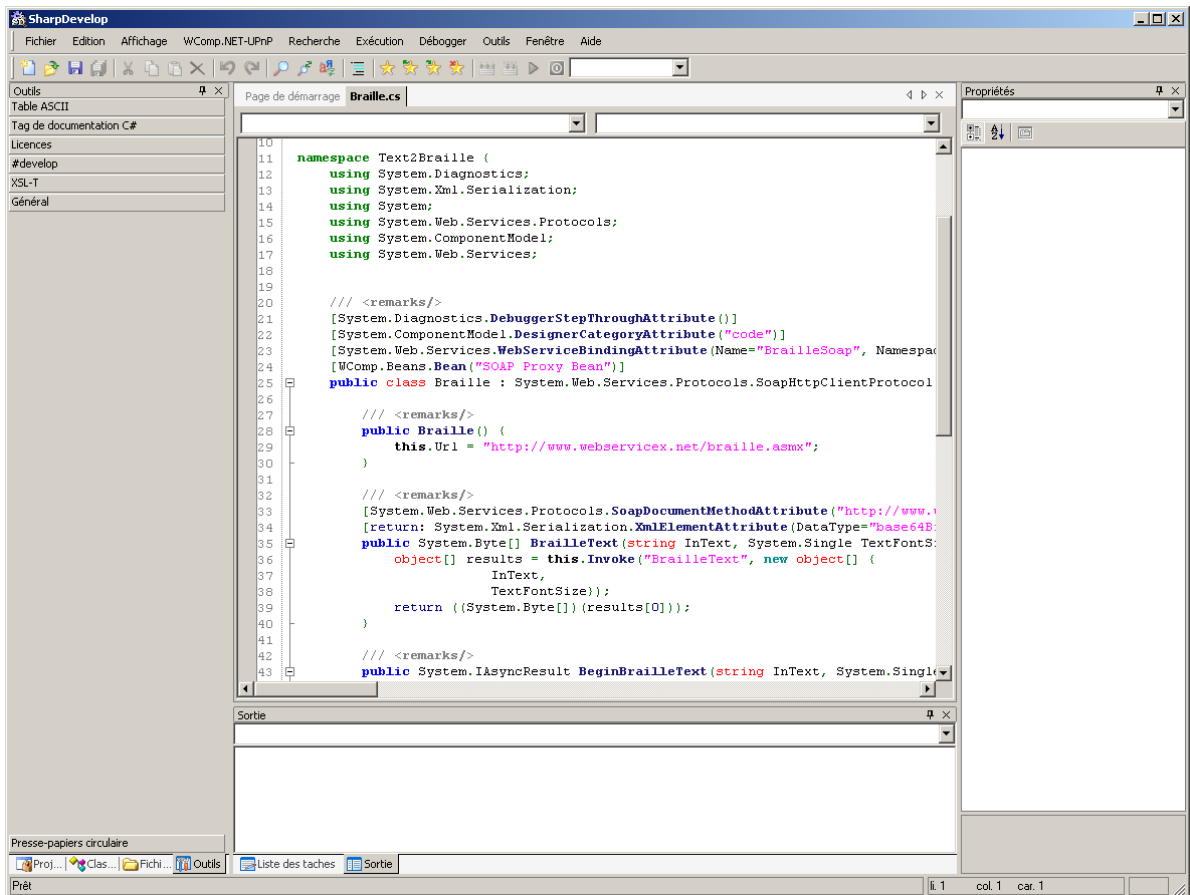 SharpDevelop
Fichier Edition Affichage WComp.NET-UPnP Recherche Exécution Débogger Outils Fenêtre Aide
Outils
Table ASCII
Tag de documentation C#
Licences
#develop
XSL-T
Général
Presse-papiers circulaire
Proj... Clas... Fichi... Outils
Page de démarrage Braille.cs
10
11 namespace Text2Braille {
12 using System.Diagnostics;
13 using System.Xml.Serialization;
14 using System;
15 using System.Web.Services.Protocols;
16 using System.ComponentModel;
17 using System.Web.Services;
18
19
20 /// <remarks/>
21 [System.Diagnostics.DebuggerStepThroughAttribute()]
22 [System.ComponentModel.DesignerCategoryAttribute("code")]
23 [System.Web.Services.WebServiceBindingAttribute(Name="BrailleSoap", Namespac
24 [WComp.Beans.Bean("SOAP Proxy Bean")]
25 public class Braille : System.Web.Services.Protocols.SoapHttpClientProtocol
26
27 /// <remarks/>
28 public Braille() {
29 this.Url = "http://www.webservicex.net/braille.asmx";
30 }
31
32 /// <remarks/>
33 [System.Web.Services.Protocols.SoapDocumentMethodAttribute("http://www.
34 [return: System.Xml.Serialization.XmlElementAttribute(DataType="base64B
35 public System.Byte[] BrailleText(string InText, System.Single TextFontS
36 object[] results = this.Invoke("BrailleText", new object[] {
37 InText,
38 TextFontSize});
39 return ((System.Byte[])(results[0]));
40 }
41
42 /// <remarks/>
43 public System.IAsyncResult BeginBrailleText(string InText, System.Single
Sortie
Liste des taches Sortie
Propriétés
Prêt li. 1 col. 1 car. 1